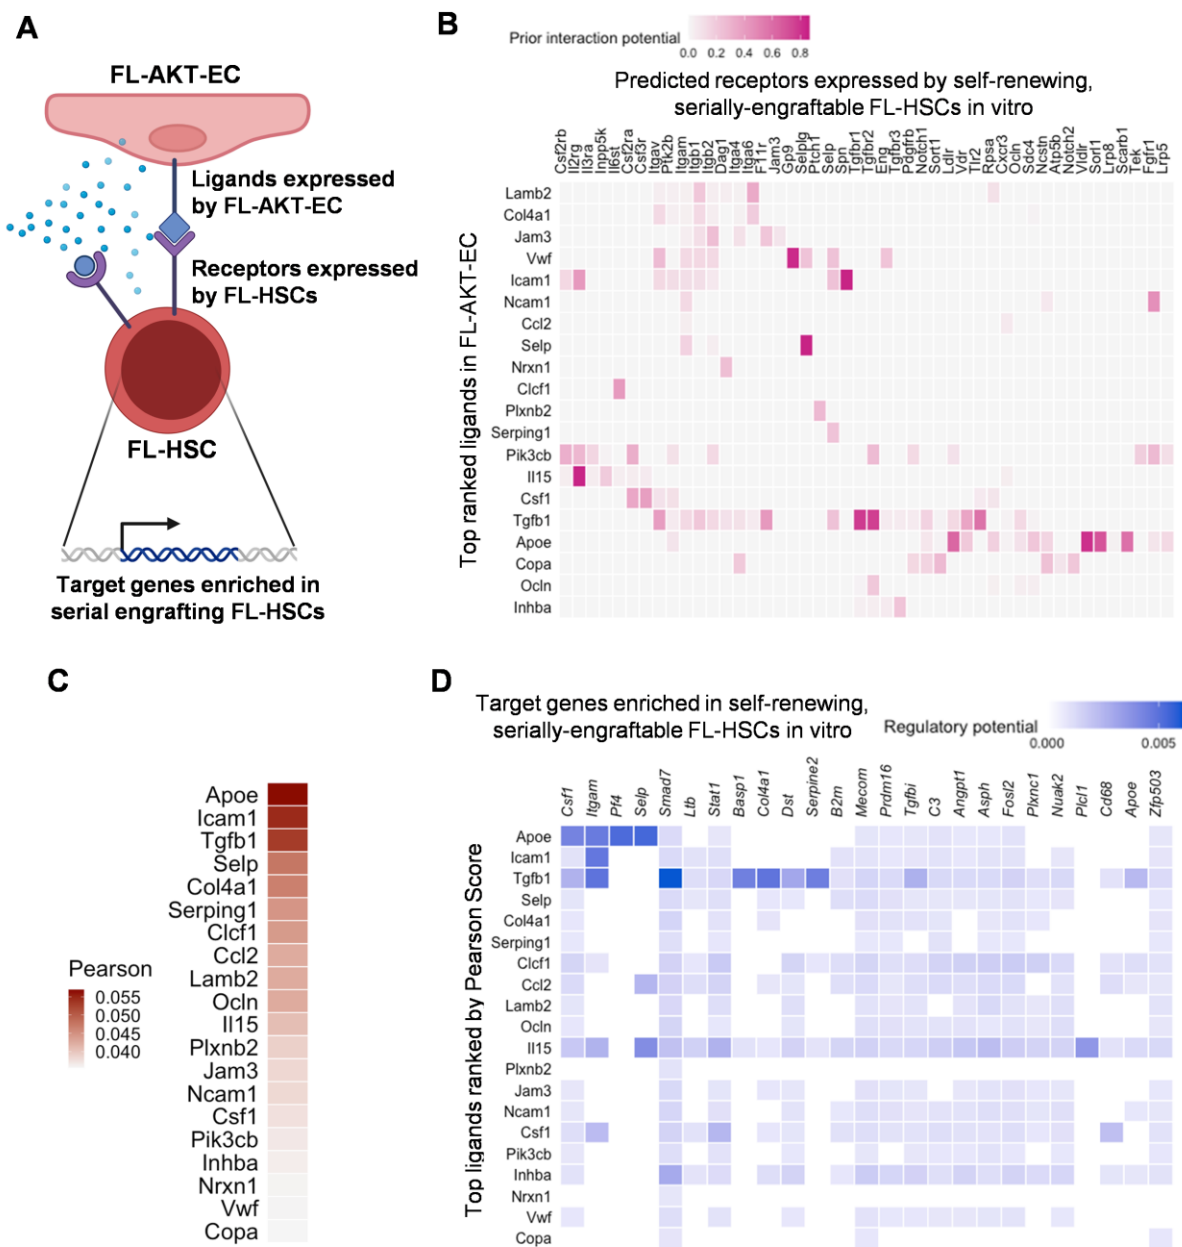 A
FL-AKT-EC
Ligands expressed
by FL-AKT-EC
Receptors expressed
by FL-HSCs
FL-HSC
Target genes enriched in
serial engrafting FL-HSCs
B
Prior interaction potential
0.0 0.2 0.4 0.6 0.8
Predicted receptors expressed by self-renewing,
serially-engraftable FL-HSCs in vitro
Csf2rb
Il2rg
Il3ra
Inpp5k
Il6st
Csf2ra
Csf3r
Itgav
Ptk2b
Itgam
Itgb1
Itgb2
Dag1
Itga4
Itga6
F11r
Jam3
Gp9
Selplg
Ptch1
Selp
Spn
Tgfbr1
Tgfbr2
Eng
Tgfbr3
Pdgfrb
Notch1
Sort1
Ldlr
Vdr
Tlr2
Rpsa
Cxcr3
Ocln
Sdc4
Ncstn
Atp5b
Notch2
Vldlr
Sorl1
Lrp8
Scarb1
Tek
Fgfr1
Lrp5
Top ranked ligands in FL-AKT-EC
Lamb2
Col4a1
Jam3
Vwf
Icam1
Ncam1
Ccl2
Selp
Nrxn1
Clcf1
Plxnb2
Serping1
Pik3cb
Il15
Csf1
Tgfb1
Apoe
Copa
Ocln
Inhba
C
Pearson
0.055
0.050
0.045
0.040
Apoe
Icam1
Tgfb1
Selp
Col4a1
Serping1
Clcf1
Ccl2
Lamb2
Ocln
Il15
Plxnb2
Jam3
Ncam1
Csf1
Pik3cb
Inhba
Nrxn1
Vwf
Copa
D
Target genes enriched in self-renewing,
serially-engraftable FL-HSCs in vitro
Regulatory potential
0.000 0.005
Csf1
Itgam
Pf4
Selp
Smad7
Ltb
Stat1
Basp1
Col4a1
Dst
Serpine2
B2m
Mecom
Prdm16
Tgfbi
C3
Angpt1
Asph
Fosl2
Plxnc1
Nuak2
Plcl1
Cd68
Apoe
Zfp503
Top ligands ranked by Pearson Score
Apoe
Icam1
Tgfb1
Selp
Col4a1
Serping1
Clcf1
Ccl2
Lamb2
Ocln
Il15
Plxnb2
Jam3
Ncam1
Csf1
Pik3cb
Inhba
Nrxn1
Vwf
Copa